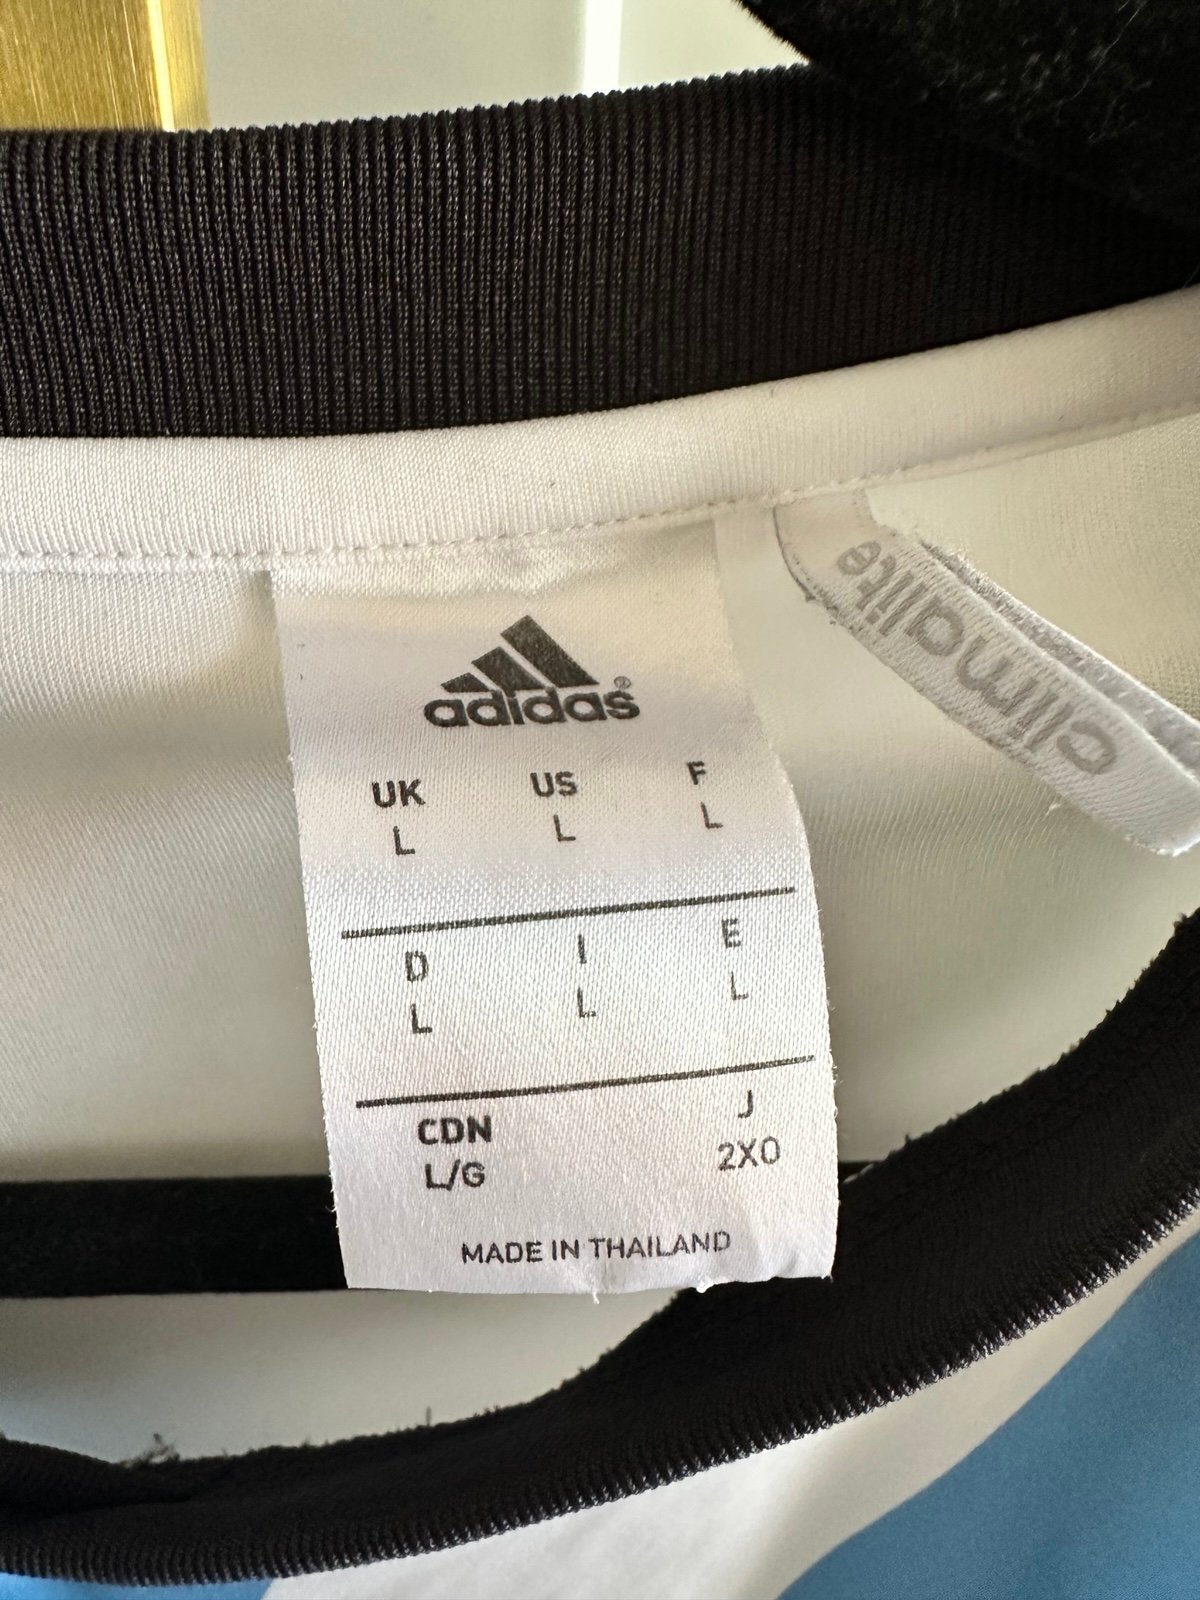 adidas®
UK US F
L L L
D I E
L L L
CDN J
L/G 2XO
MADE IN THAILAND
climalite